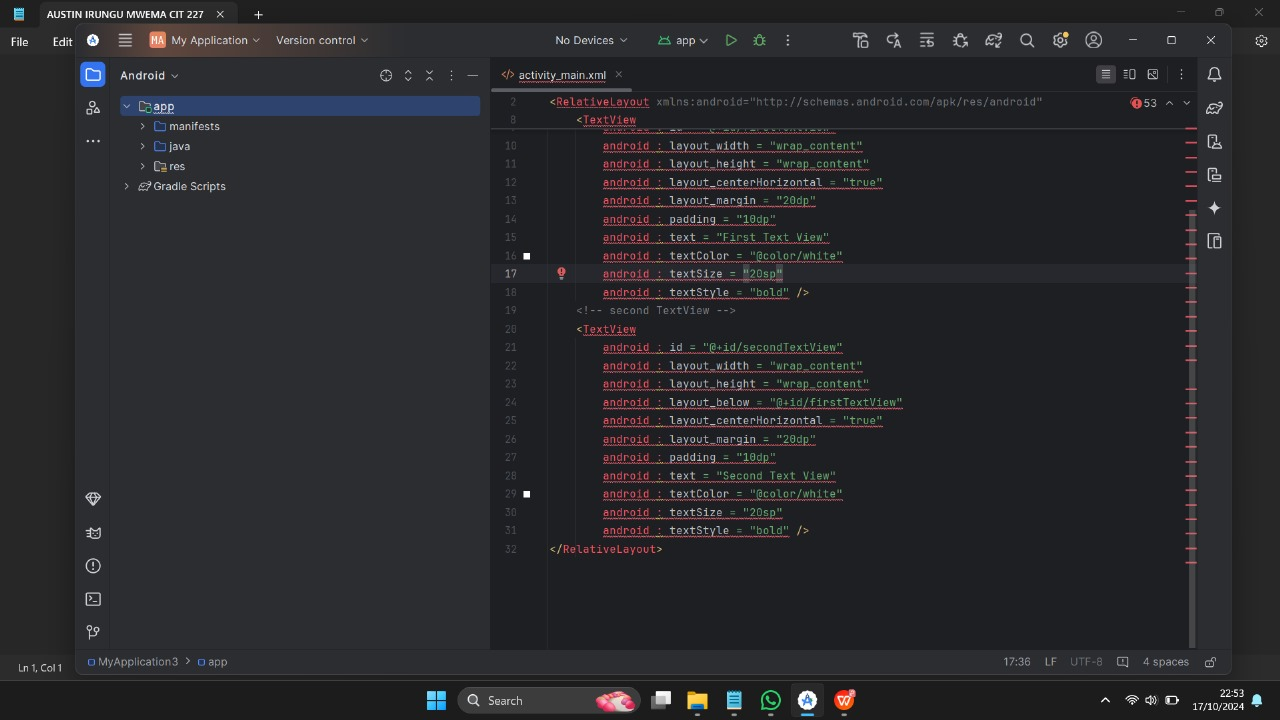 AUSTIN IRUNGU MWEMA CIT 227
File Edit
MA My Application Version control
No Devices app
Android
activity_main.xml
app
manifests
java
res
Gradle Scripts
53
2 <RelativeLayout xmlns:android="http://schemas.android.com/apk/res/android"
8 <TextView
10 android : layout_width = "wrap_content"
11 android : layout_height = "wrap_content"
12 android : layout_centerHorizontal = "true"
13 android : layout_margin = "20dp"
14 android : padding = "10dp"
15 android : text = "First Text View"
16 android : textColor = "@color/white"
17 android : textSize = "20sp"
18 android : textStyle = "bold" />
19 <!-- second TextView -->
20 <TextView
21 android : id = "@+id/secondTextView"
22 android : layout_width = "wrap_content"
23 android : layout_height = "wrap_content"
24 android : layout_below = "@+id/firstTextView"
25 android : layout_centerHorizontal = "true"
26 android : layout_margin = "20dp"
27 android : padding = "10dp"
28 android : text = "Second Text View"
29 android : textColor = "@color/white"
30 android : textSize = "20sp"
31 android : textStyle = "bold" />
32 </RelativeLayout>
Ln 1, Col 1
MyApplication3 > app
17:36 LF UTF-8 4 spaces
Search
22:53
17/10/2024